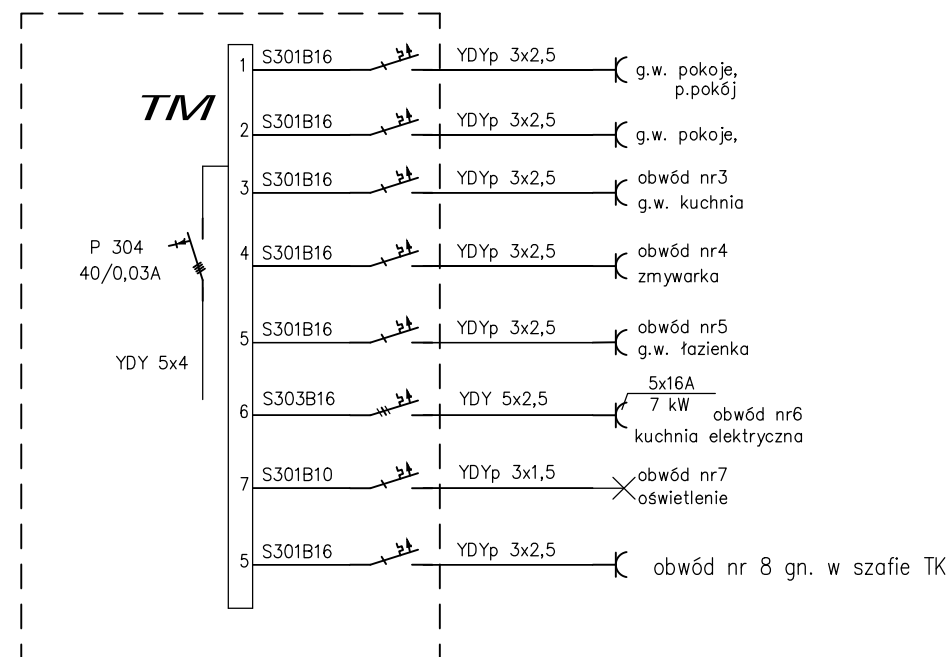 TM
P 304
40/0,03A
YDY 5x4
1 S301B16 YDYp 3x2,5 g.w. pokoje,
p.pokój
2 S301B16 YDYp 3x2,5 g.w. pokoje,
3 S301B16 YDYp 3x2,5 obwód nr3
g.w. kuchnia
4 S301B16 YDYp 3x2,5 obwód nr4
zmywarka
5 S301B16 YDYp 3x2,5 obwód nr5
g.w. łazienka
6 S303B16 YDY 5x2,5 5x16A
7 kW
obwód nr6
kuchnia elektryczna
7 S301B10 YDYp 3x1,5 obwód nr7
oświetlenie
5 S301B16 YDYp 3x2,5 obwód nr 8 gn. w szafie TK